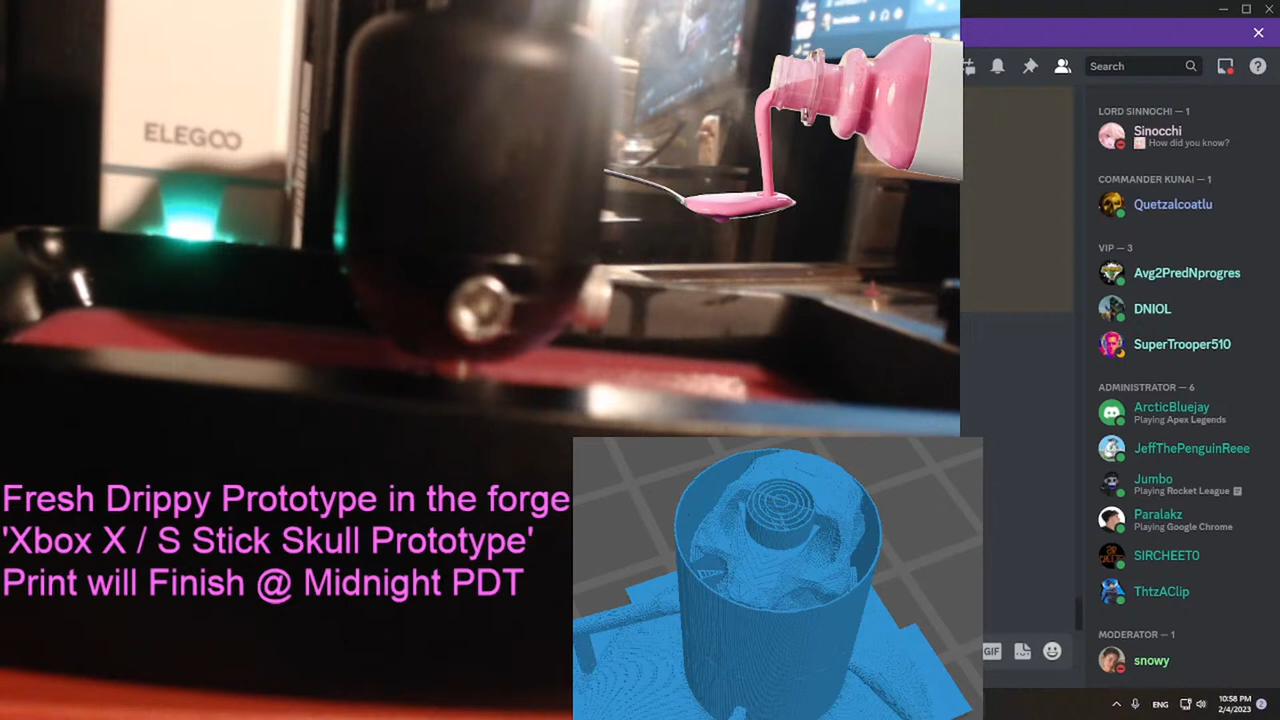 ELEGOO
Fresh Drippy Prototype in the forge
'Xbox X / S Stick Skull Prototype'
Print will Finish @ Midnight PDT
Search
LORD SINNOCHI — 1
Sinocchi
How did you know?
COMMANDER KUNAI — 1
Quetzalcoatlu
VIP — 3
Avg2PredNprogres
DNIOL
SuperTrooper510
ADMINISTRATOR — 6
ArcticBluejay
Playing Apex Legends
JeffThePenguinReee
Jumbo
Playing Rocket League
Paralakz
Playing Google Chrome
SIRCHEETO
ThtzAClip
MODERATOR — 1
snowy
GIF
ENG
10:58 PM
2/4/2023
2